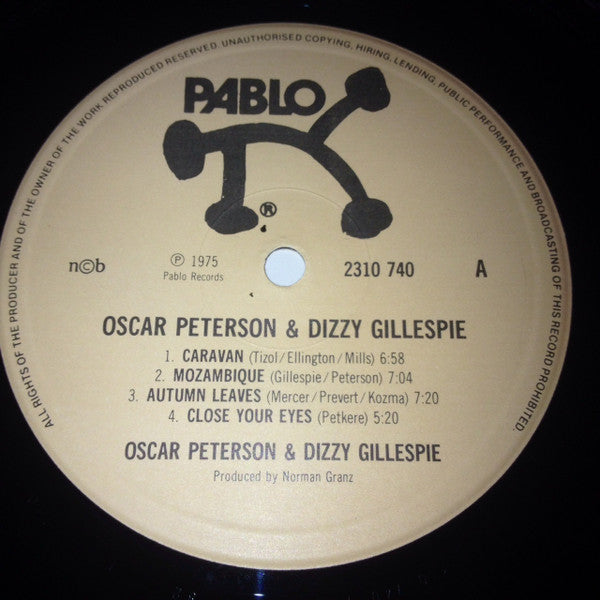 ALL RIGHTS OF THE PRODUCER AND OF THE OWNER OF THE WORK REPRODUCED RESERVED. UNAUTHORISED COPYING, HIRING, LENDING, PUBLIC PERFORMANCE AND BROADCASTING OF THIS RECORD PROHIBITED.
PABLO
®
n©b
℗ 1975
Pablo Records
2310 740
A
OSCAR PETERSON & DIZZY GILLESPIE
1. CARAVAN (Tizol/Ellington/Mills) 6:58
2. MOZAMBIQUE (Gillespie/Peterson) 7:04
3. AUTUMN LEAVES (Mercer/Prevert/Kozma) 7:20
4. CLOSE YOUR EYES (Petkere) 5:20
OSCAR PETERSON & DIZZY GILLESPIE
Produced by Norman Granz